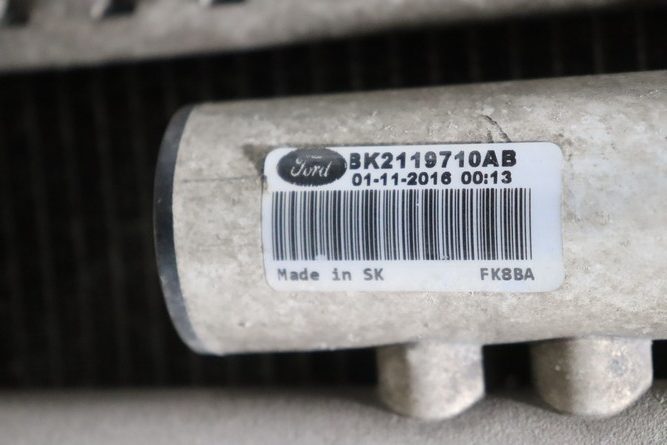 Ford
BK2119710AB
01-11-2016 00:13
Made in SK FK8BA